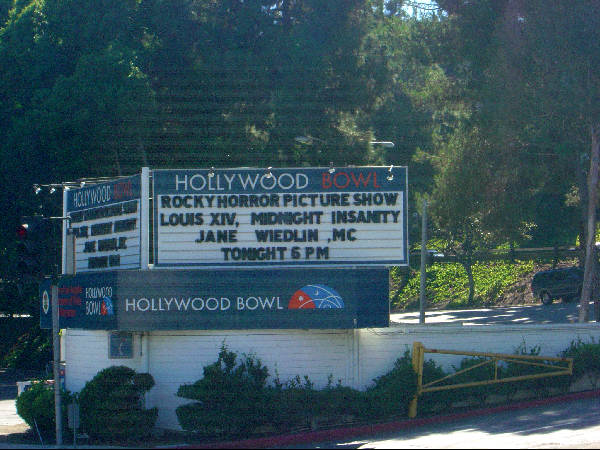 HOLLYWOOD BOWL
ROCKY HORROR PICTURE SHOW
LOUIS XIV, MIDNIGHT INSANITY
JANE WIEDLIN ,MC
TONIGHT 6 PM
HOLLYWOOD BOWL
HOLLYWOOD
HOLLYWOOD
BOWL